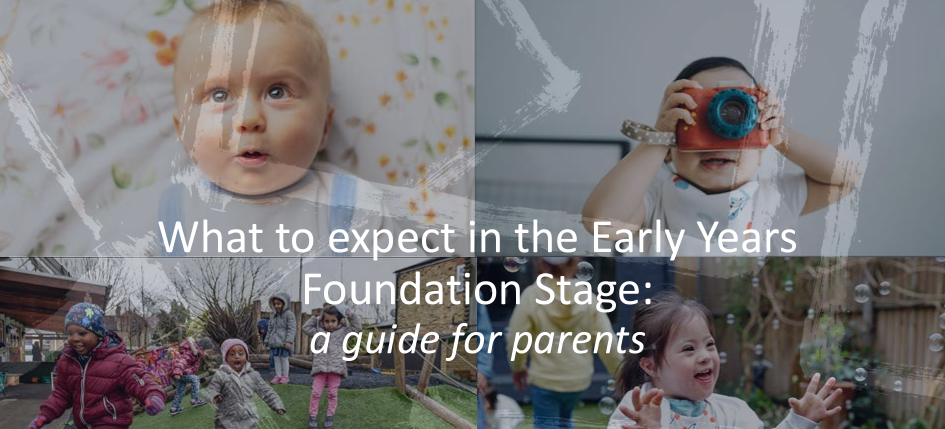 What to expect in the Early Years
Foundation Stage:
a guide for parents